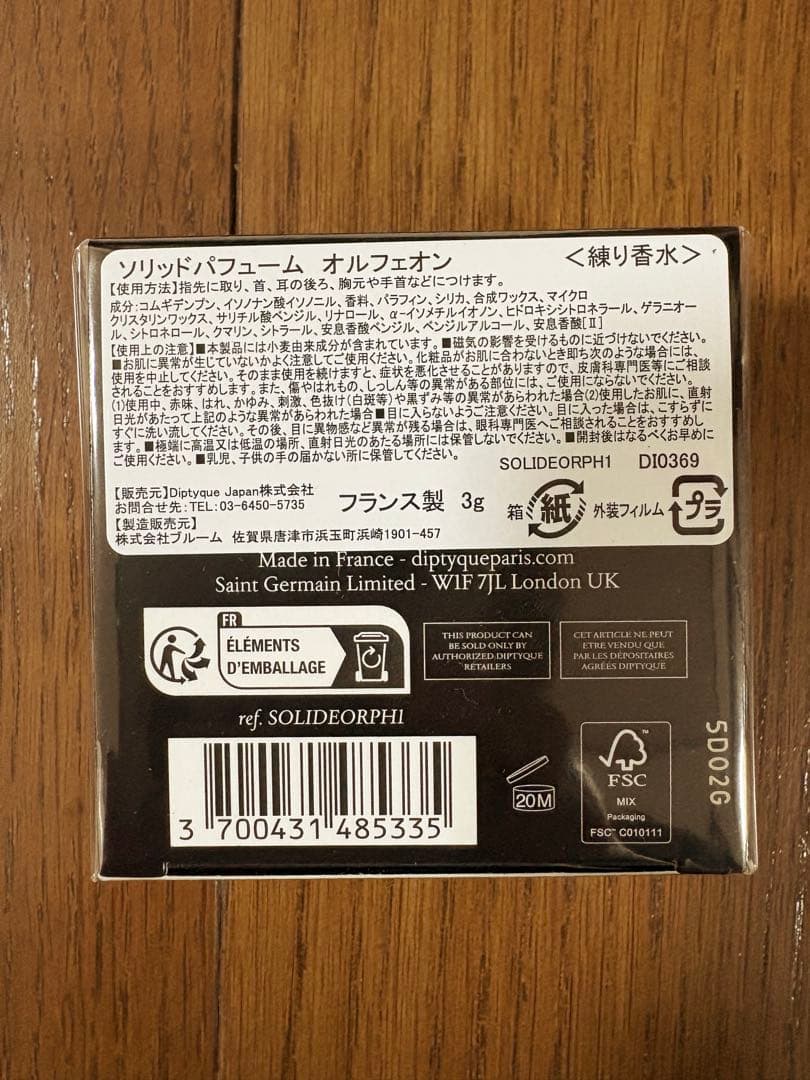 ソリッドパフューム　オルフェオン　＜練り香水＞
【使用方法】指先に取り、首、耳の後ろ、胸元や手首などにつけます。
成分:コムギデンプン、イソノナン酸イソノニル、香料、パラフィン、シリカ、合成ワックス、マイクロ
クリスタリンワックス、サリチル酸ベンジル、リナロール、α-イソメチルイオノン、ヒドロキシシトロネラール、ゲラニオー
ル、シトロネロール、クマリン、シトラール、安息香酸ベンジル、ベンジルアルコール、安息香酸[Ⅱ]
【使用上の注意】■本製品には小麦由来成分が含まれています。■磁気の影響を受けるものに近づけないでください。
■お肌に異常が生じていないかよく注意してご使用ください。化粧品がお肌に合わないとき即ち次のような場合には、
使用を中止してください。そのまま使用を続けますと、症状を悪化させることがありますので、皮膚科専門医等にご相談
されることをおすすめします。また、傷やはれもの、しっしん等の異常がある部位には、ご使用にならないでください。
(1)使用中、赤味、はれ、かゆみ、刺激、色抜け(白斑等)や黒ずみ等の異常があらわれた場合(2)使用したお肌に、直射
日光があたって上記のような異常があらわれた場合■目に入らないようご注意ください。目に入った場合は、こすらずに
すぐに洗い流してください。その後、目に異物感など異常が残る場合は、眼科専門医へご相談されることをおすすめし
ます。■極端に高温又は低温の場所、直射日光のあたる場所には保管しないでください。■開封後はなるべくお早めに
ご使用ください。■乳児、子供の手の届かない所に保管してください。
SOLIDEORPH1 DI0369
【販売元】Diptyque Japan株式会社
お問合せ先:TEL:03-6450-5735
フランス製 3g
箱 紙 外装フィルム プラ
【製造販売元】
株式会社ブルーム 佐賀県唐津市浜玉町浜崎1901-457
Made in France - diptyqueparis.com
Saint Germain Limited - W1F 7JL London UK
FR
ÉLÉMENTS
D'EMBALLAGE
THIS PRODUCT CAN
BE SOLD ONLY BY
AUTHORIZED DIPTYQUE
RETAILERS
CET ARTICLE NE PEUT
ETRE VENDU QUE
PAR LES DÉPOSITAIRES
AGRÉÉS DIPTYQUE
ref. SOLIDEORPH1
3 700431 485335
20M
FSC™
MIX
Packaging
FSC™ C010111
5D02G